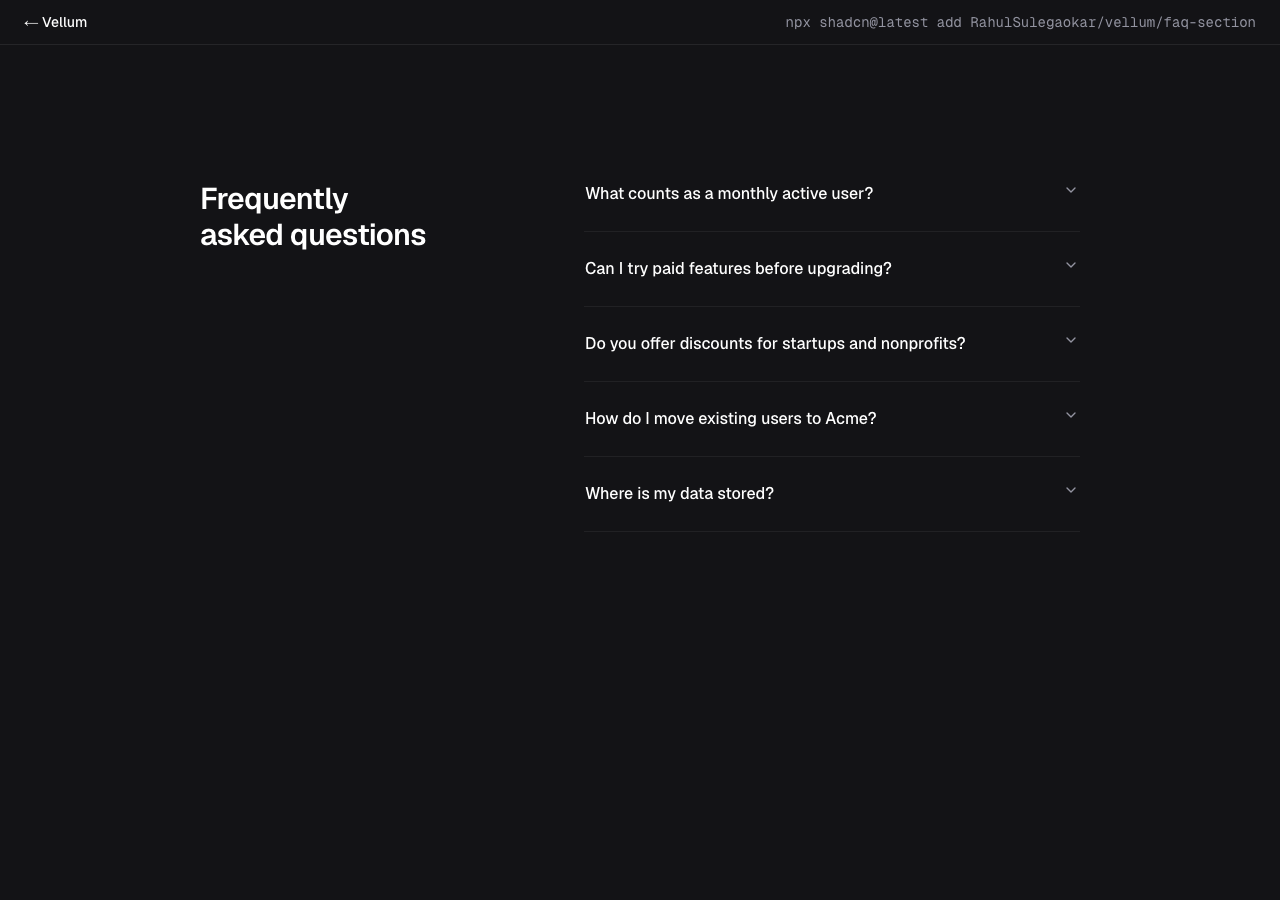 ← Vellum
npx shadcn@latest add RahulSulegaokar/vellum/faq-section
Frequently
asked questions
What counts as a monthly active user?
Can I try paid features before upgrading?
Do you offer discounts for startups and nonprofits?
How do I move existing users to Acme?
Where is my data stored?